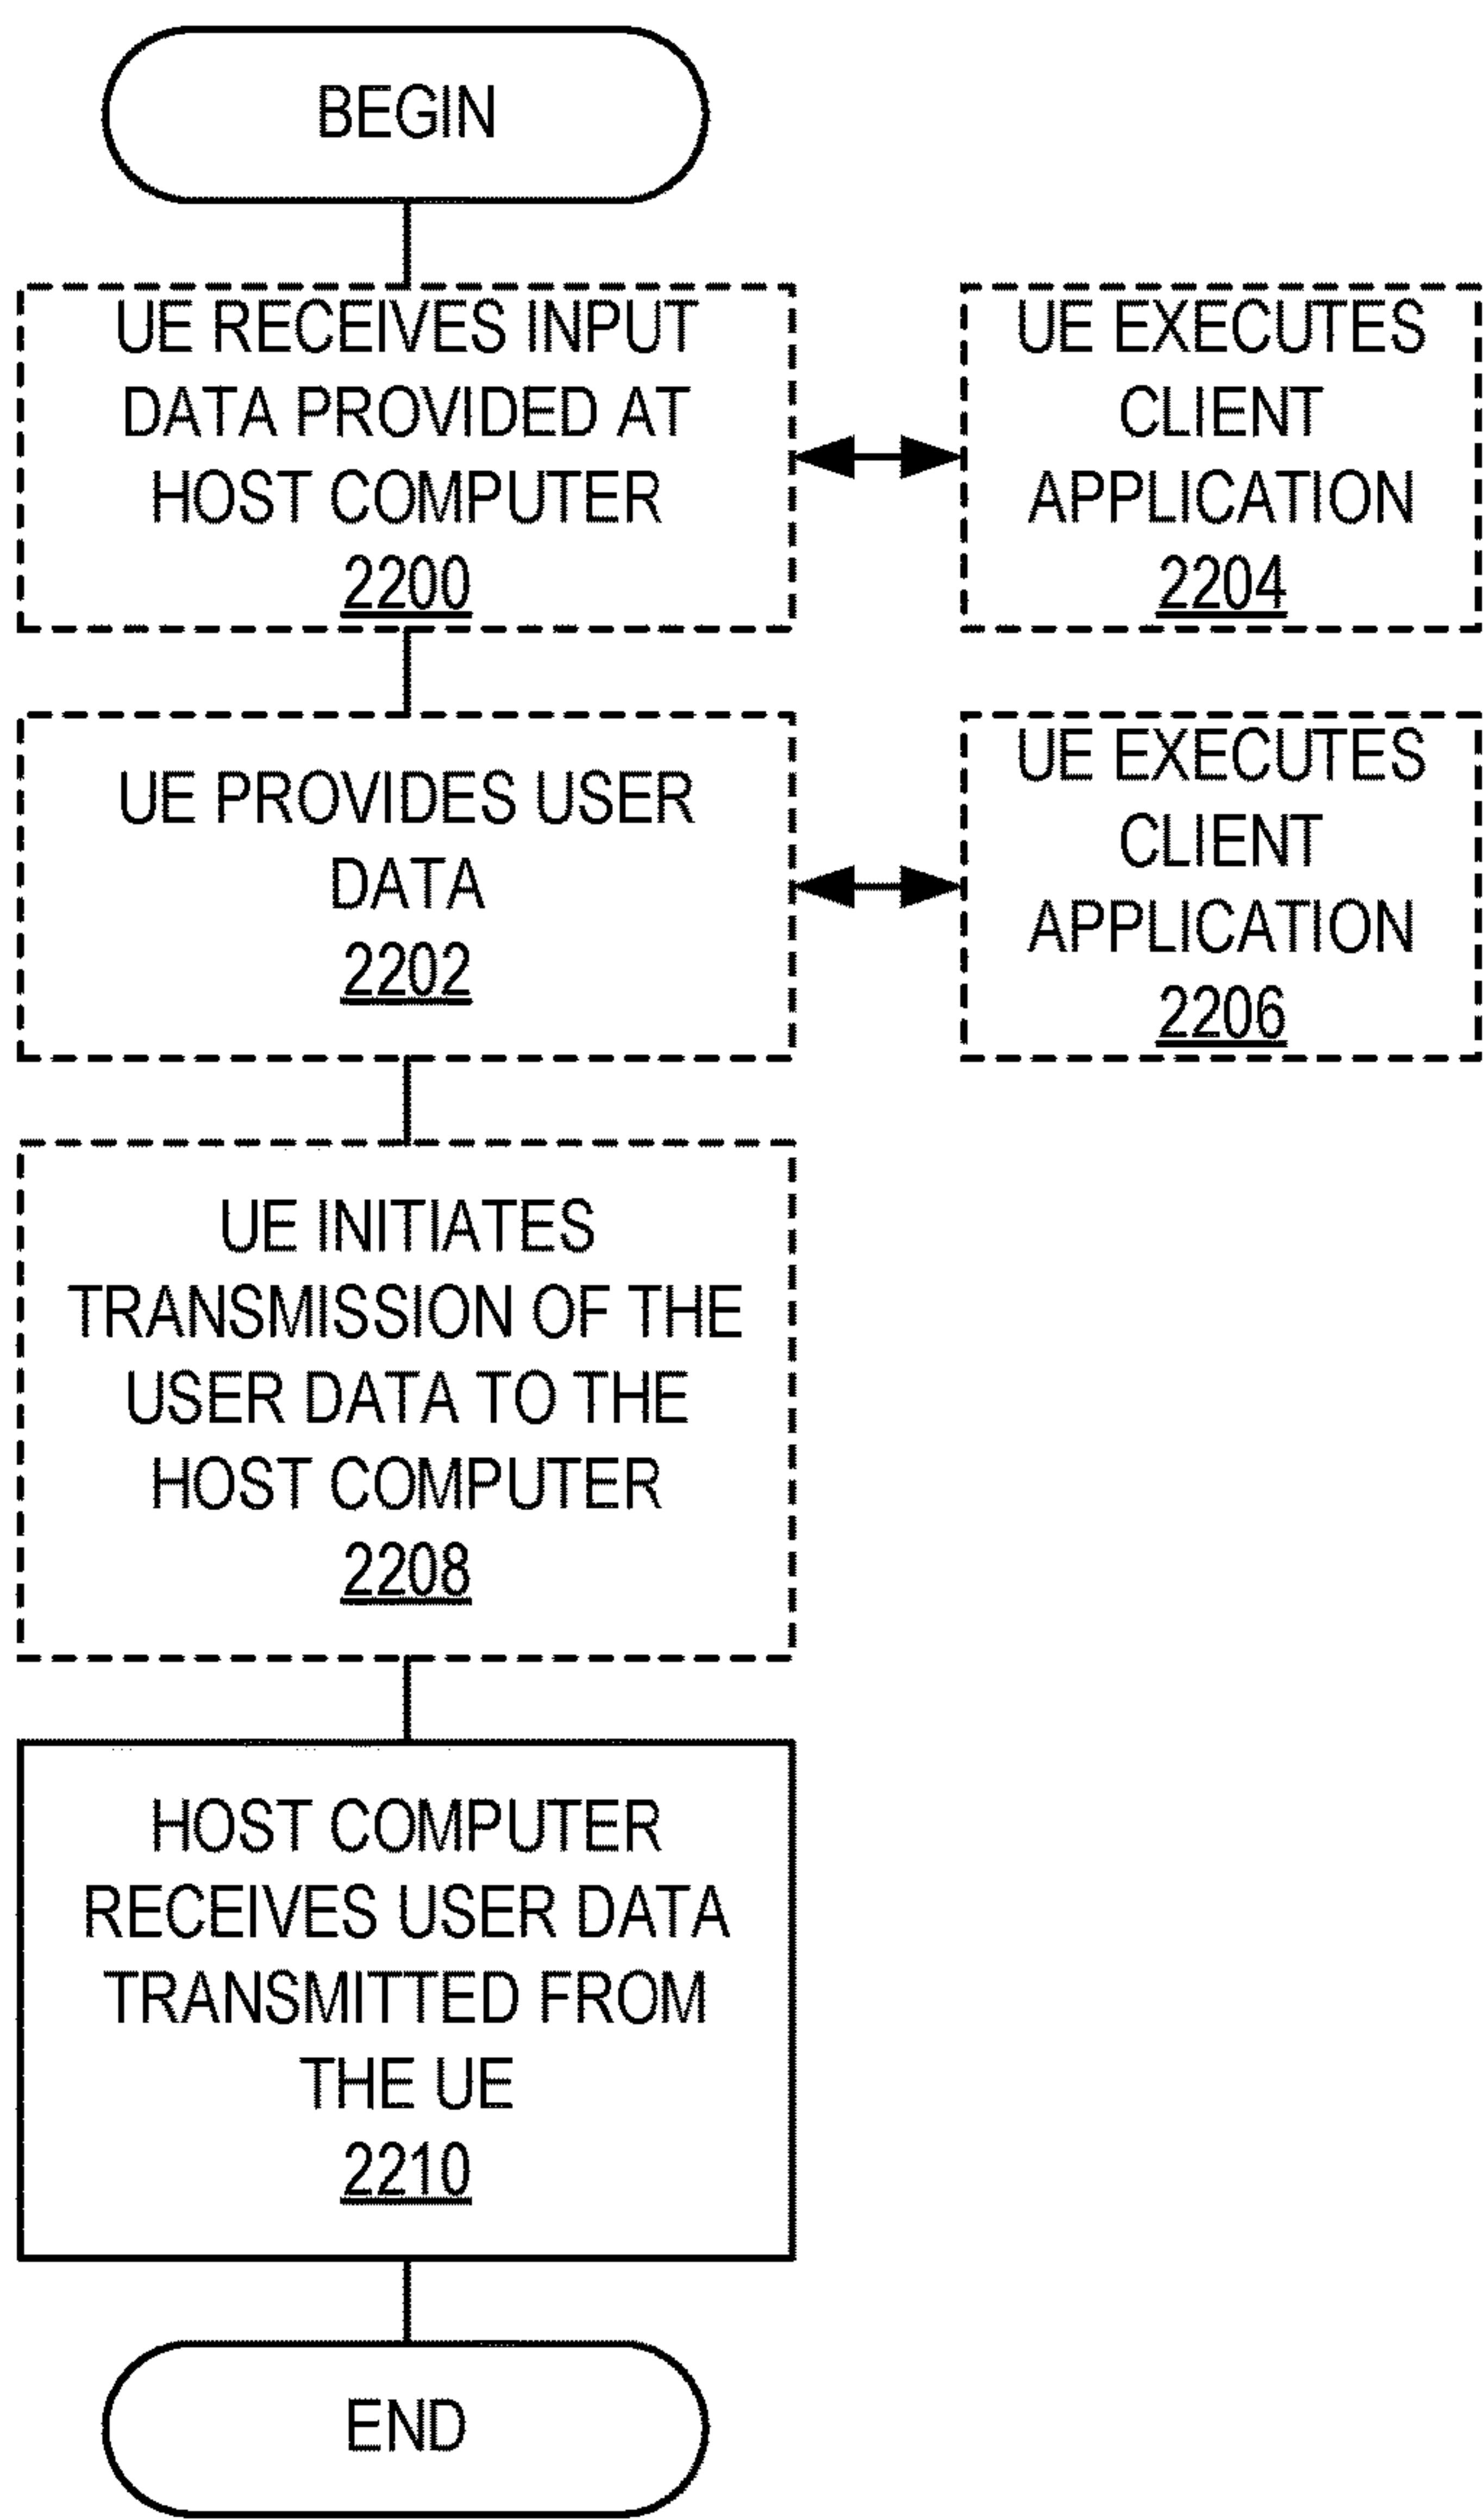 BEGIN
UE RECEIVES INPUT
DATA PROVIDED AT
HOST COMPUTER
2200
UE EXECUTES
CLIENT
APPLICATION
2204
UE PROVIDES USER
DATA
2202
UE EXECUTES
CLIENT
APPLICATION
2206
UE INITIATES
TRANSMISSION OF THE
USER DATA TO THE
HOST COMPUTER
2208
HOST COMPUTER
RECEIVES USER DATA
TRANSMITTED FROM
THE UE
2210
END